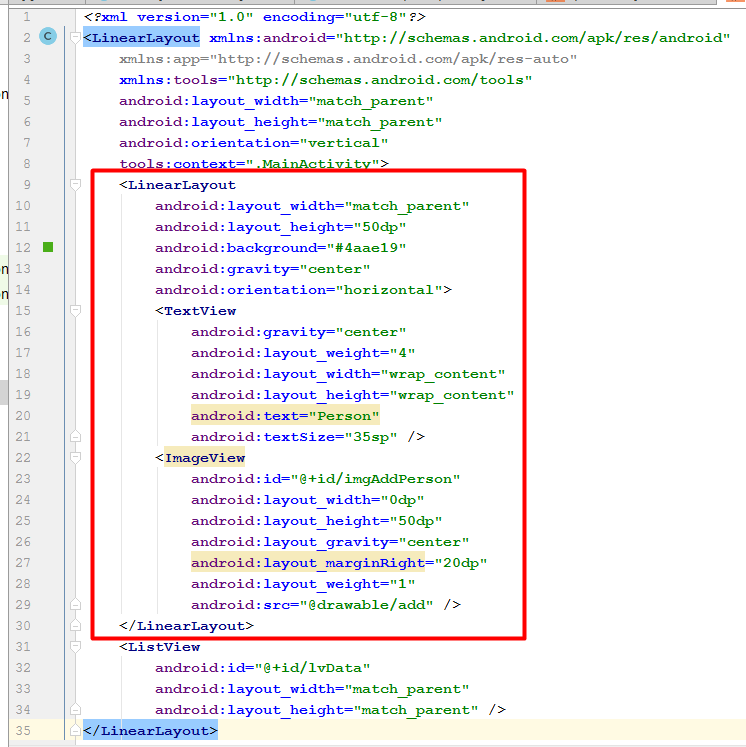 1 <?xml version="1.0" encoding="utf-8"?>
2 C <LinearLayout xmlns:android="http://schemas.android.com/apk/res/android"
3 xmlns:app="http://schemas.android.com/apk/res-auto"
4 xmlns:tools="http://schemas.android.com/tools"
5 android:layout_width="match_parent"
6 android:layout_height="match_parent"
7 android:orientation="vertical"
8 tools:context=".MainActivity">
9 <LinearLayout
10 android:layout_width="match_parent"
11 android:layout_height="50dp"
12 android:background="#4aae19"
13 android:gravity="center"
14 android:orientation="horizontal">
15 <TextView
16 android:gravity="center"
17 android:layout_weight="4"
18 android:layout_width="wrap_content"
19 android:layout_height="wrap_content"
20 android:text="Person"
21 android:textSize="35sp" />
22 <ImageView
23 android:id="@+id/imgAddPerson"
24 android:layout_width="0dp"
25 android:layout_height="50dp"
26 android:layout_gravity="center"
27 android:layout_marginRight="20dp"
28 android:layout_weight="1"
29 android:src="@drawable/add" />
30 </LinearLayout>
31 <ListView
32 android:id="@+id/lvData"
33 android:layout_width="match_parent"
34 android:layout_height="match_parent" />
35 </LinearLayout>